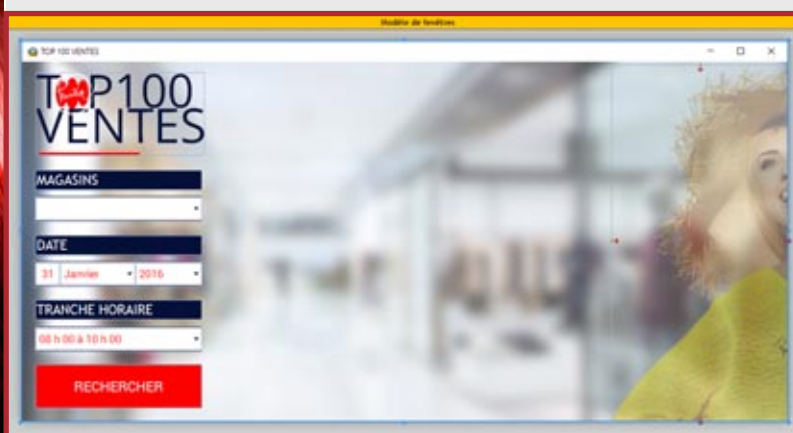 Modèle de fenêtres
TOP 100 VENTES
TOP100
VENTES
MAGASINS
DATE
31 Janvier 2016
TRANCHE HORAIRE
08 h 00 à 10 h 00
RECHERCHER